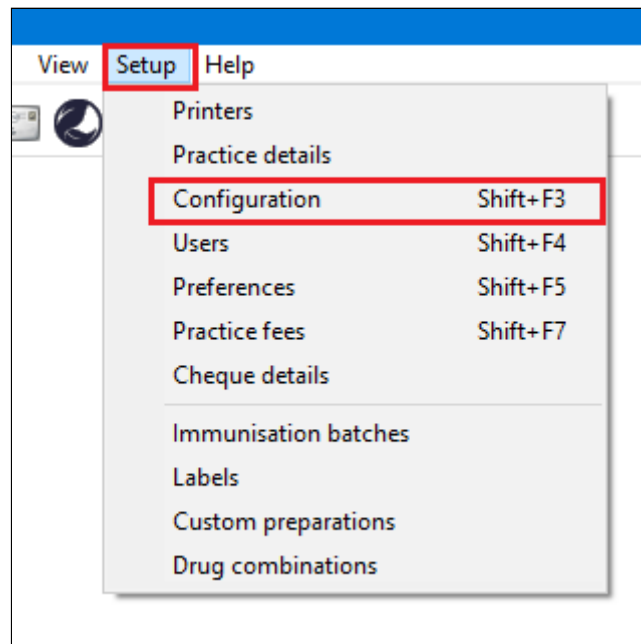 View Setup Help
Printers
Practice details
Configuration Shift+F3
Users Shift+F4
Preferences Shift+F5
Practice fees Shift+F7
Cheque details
Immunisation batches
Labels
Custom preparations
Drug combinations